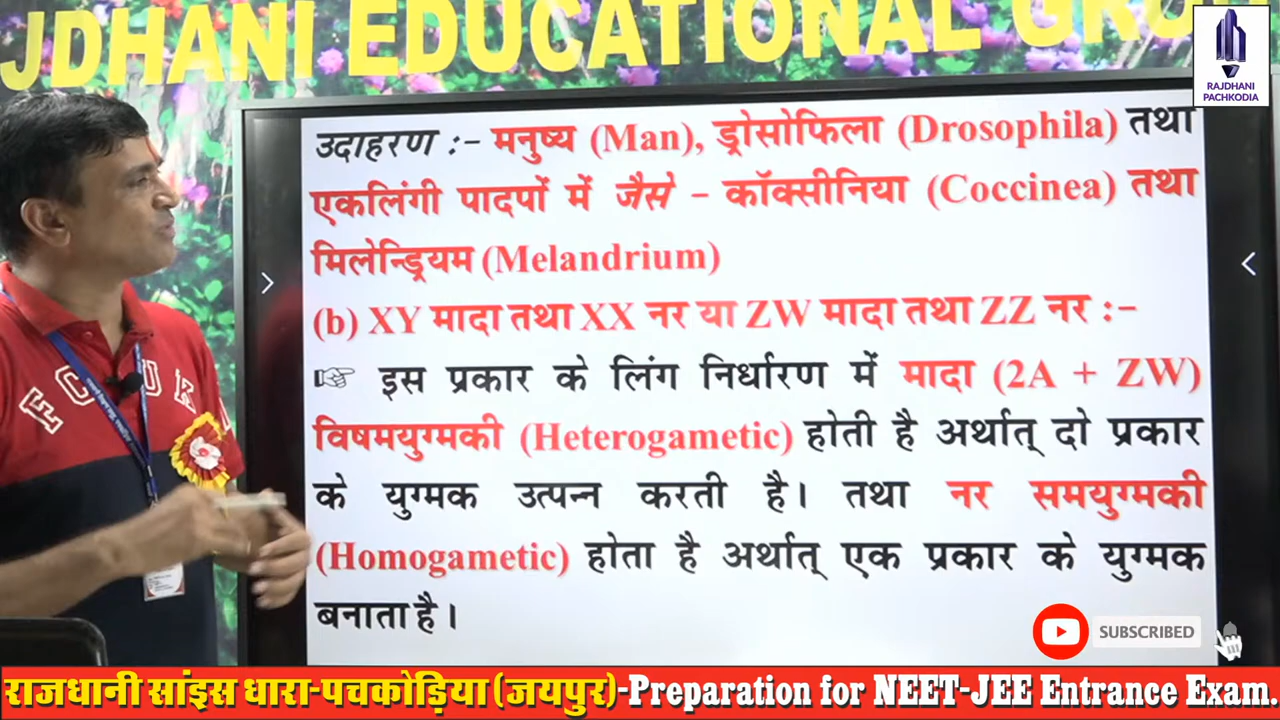 JDHANI EDUCATIONAL GRO
RAJDHANI
PACHKODIA
उदाहरण :- मनुष्य (Man), ड्रोसोफिला (Drosophila) तथा
एकलिंगी पादपों में जैसे - कॉक्सीनिया (Coccinea) तथा
मिलेन्ड्रियम (Melandrium)
(b) XY मादा तथा XX नर या ZW मादा तथा ZZ नर :-
☞ इस प्रकार के लिंग निर्धारण में मादा (2A + ZW)
विषमयुग्मकी (Heterogametic) होती है अर्थात् दो प्रकार
के युग्मक उत्पन्न करती है। तथा नर समयुग्मकी
(Homogametic) होता है अर्थात् एक प्रकार के युग्मक
बनाता है।
FCUK
SUBSCRIBED
राजधानी सांइस धारा-पचकोड़िया (जयपुर)-Preparation for NEET-JEE Entrance Exam.